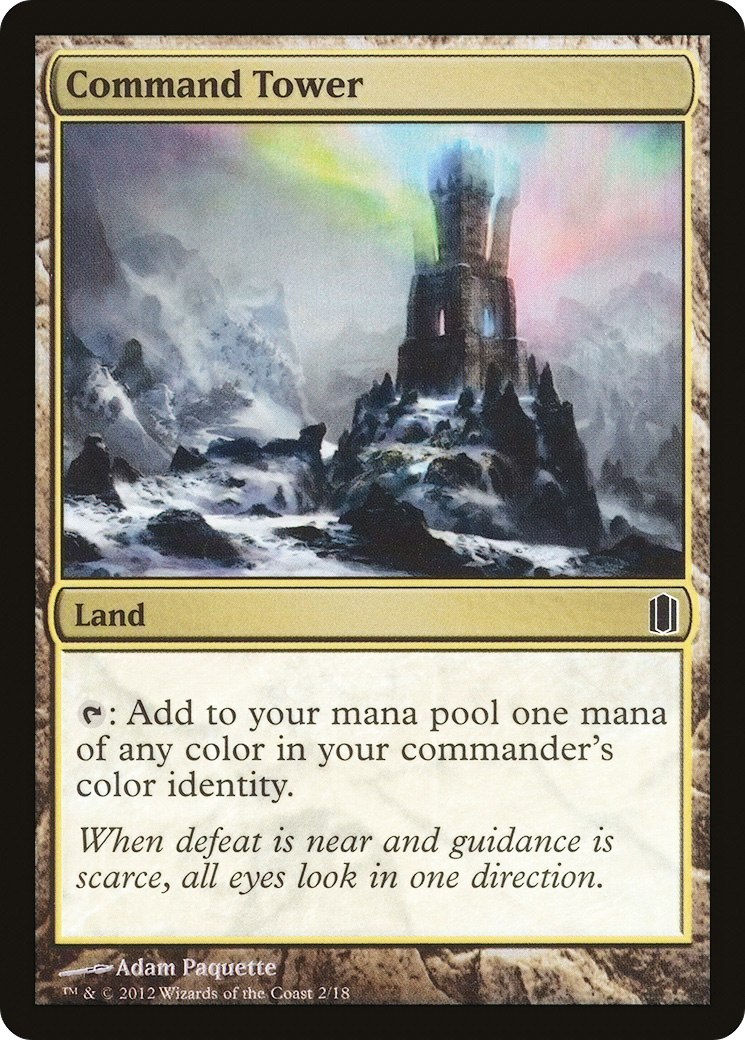 Command Tower
Land
: Add to your mana pool one mana
of any color in your commander's
color identity.
When defeat is near and guidance is
scarce, all eyes look in one direction.
Adam Paquette
™ & © 2012 Wizards of the Coast 2/18